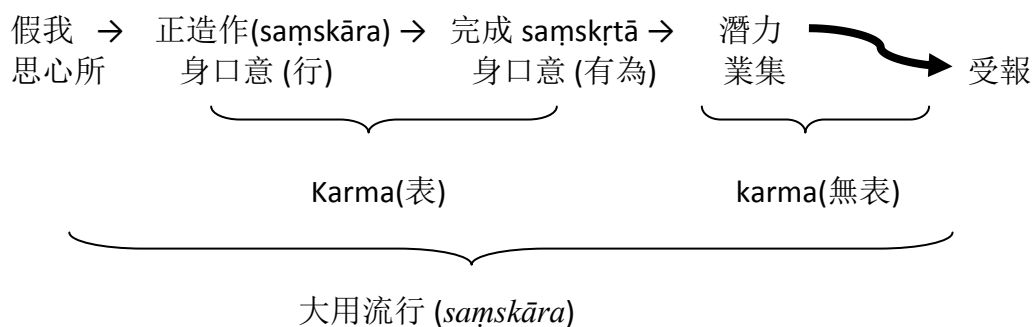 假我 → 正造作(saṃskāra) → 完成 saṃskṛtā → 潛力
思心所 身口意 (行) 身口意 (有為) 業集 受報
Karma(表) karma(無表)
大用流行 (saṃskāra)